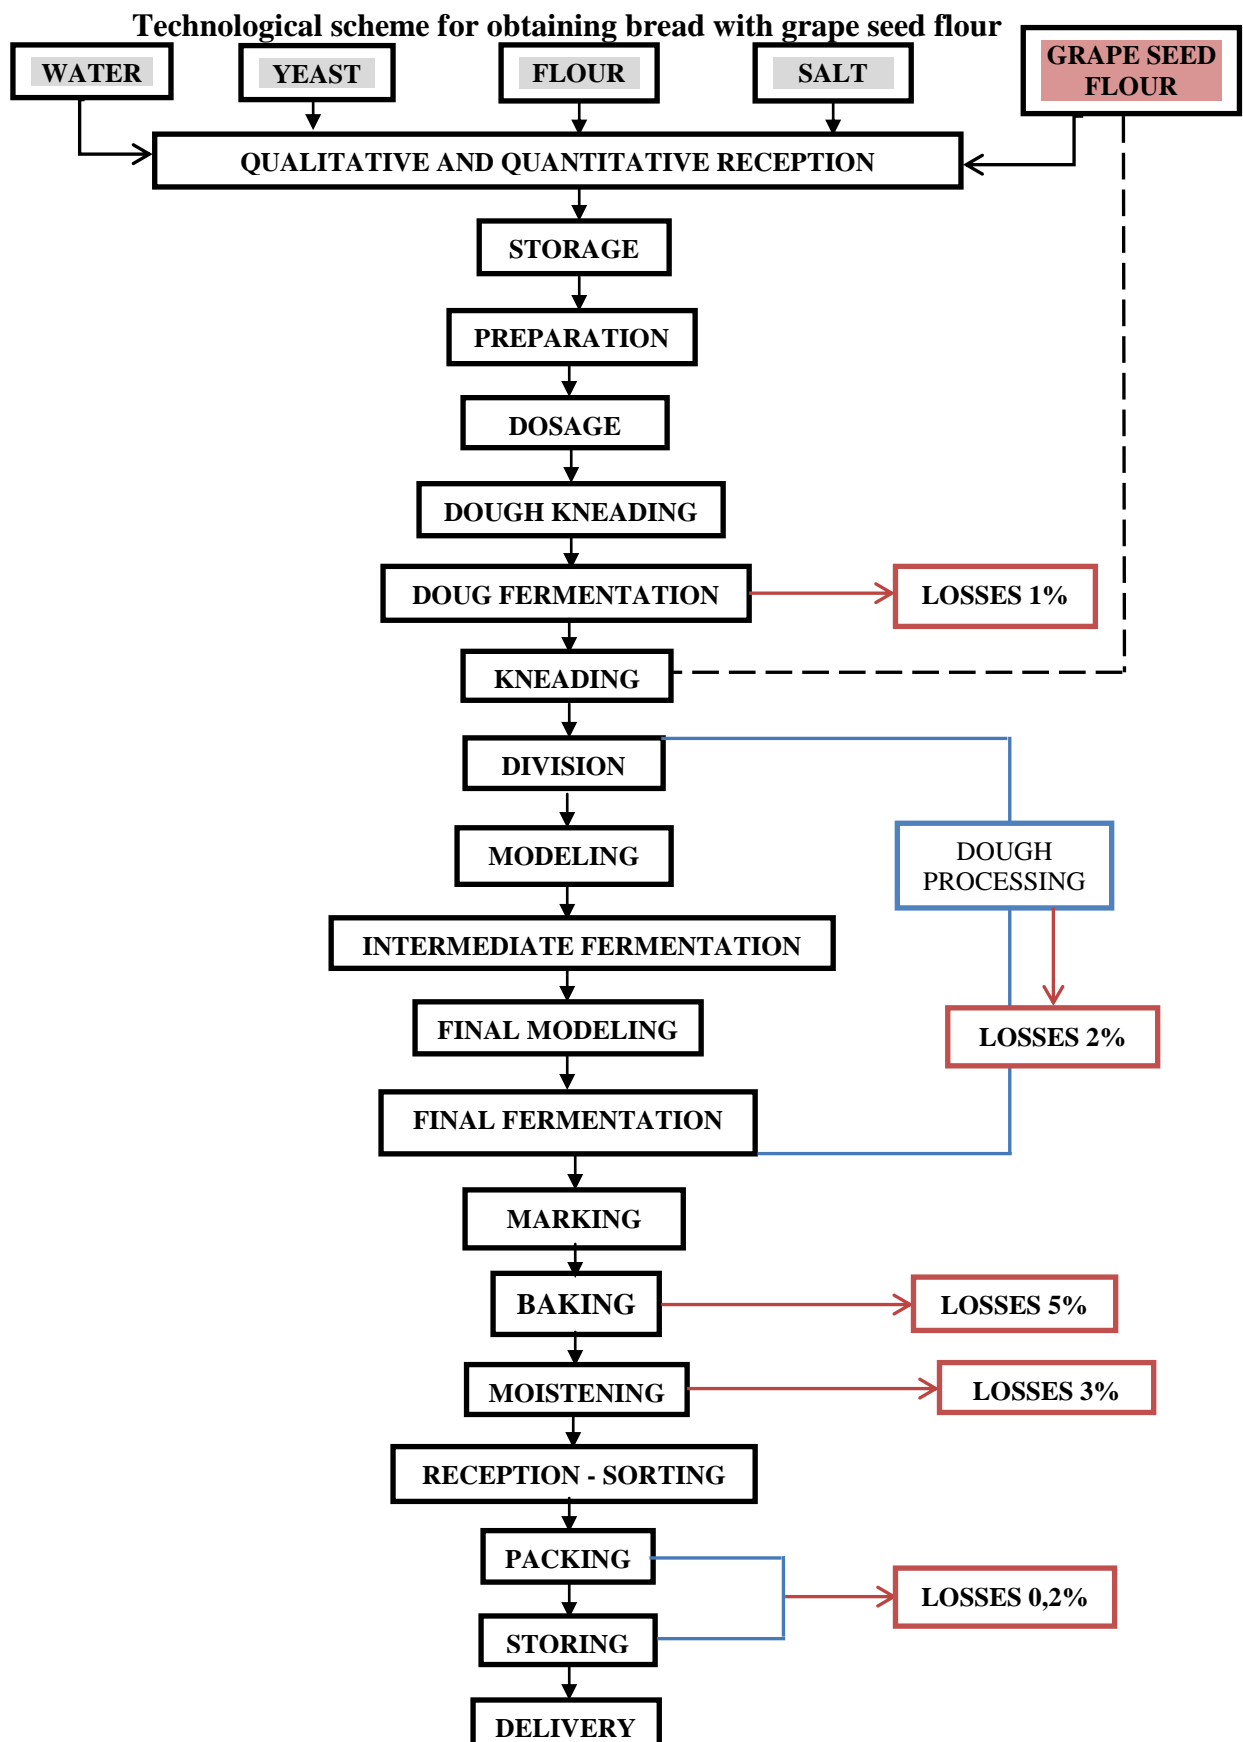 Technological scheme for obtaining bread with grape seed flour
WATER
YEAST
FLOUR
SALT
GRAPE SEED
FLOUR
QUALITATIVE AND QUANTITATIVE RECEPTION
STORAGE
PREPARATION
DOSAGE
DOUGH KNEADING
DOUG FERMENTATION
LOSSES 1%
KNEADING
DIVISION
MODELING
DOUGH
PROCESSING
INTERMEDIATE FERMENTATION
FINAL MODELING
LOSSES 2%
FINAL FERMENTATION
MARKING
BAKING
LOSSES 5%
MOISTENING
LOSSES 3%
RECEPTION - SORTING
PACKING
LOSSES 0,2%
STORING
DELIVERY